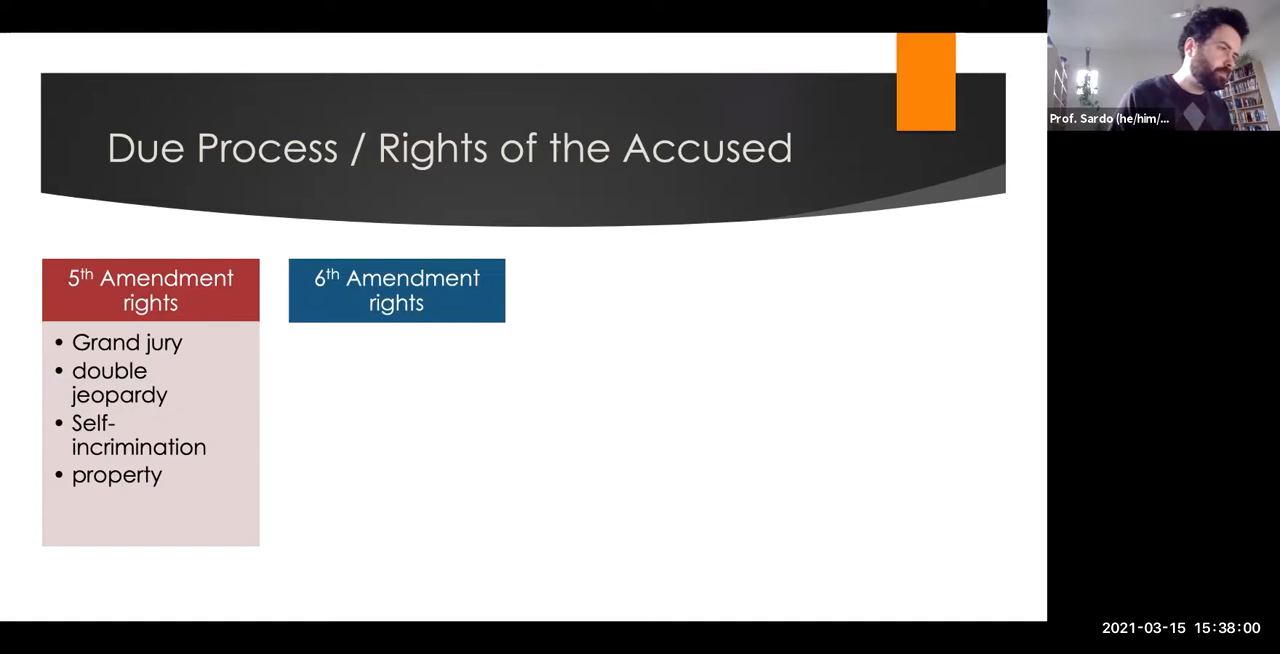 Due Process / Rights of the Accused
Prof. Sardo (he/him/...
5th Amendment
rights
• Grand jury
• double
jeopardy
• Self-
incrimination
• property
6th Amendment
rights
2021-03-15 15:38:00